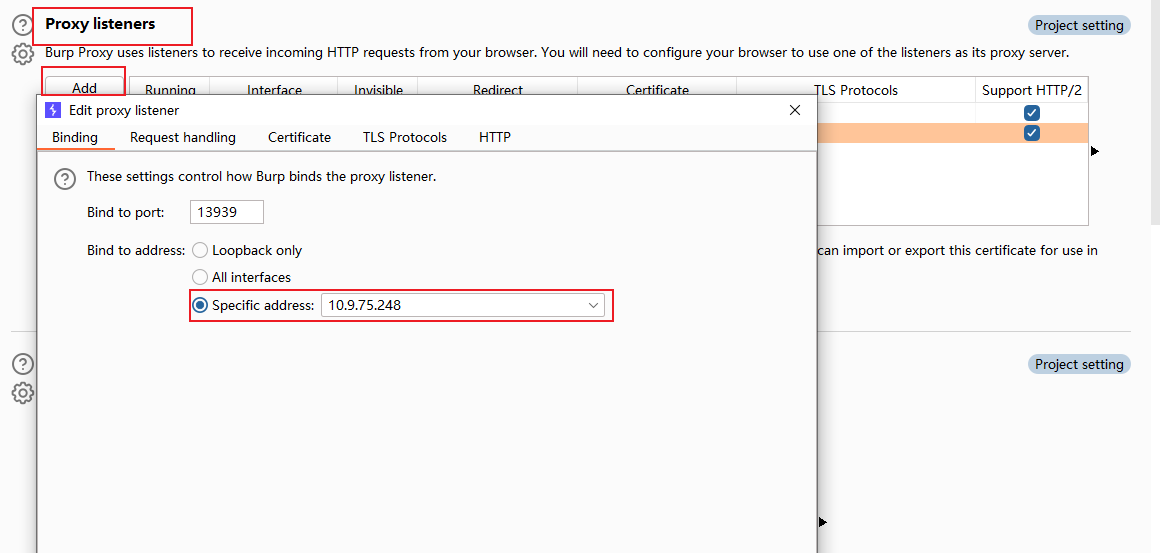 Proxy listeners
Project setting
Burp Proxy uses listeners to receive incoming HTTP requests from your browser. You will need to configure your browser to use one of the listeners as its proxy server.
Add Running Interface Invisible Redirect Certificate TLS Protocols Support HTTP/2
Edit proxy listener
Binding Request handling Certificate TLS Protocols HTTP
These settings control how Burp binds the proxy listener.
Bind to port: 13939
Bind to address: Loopback only
can import or export this certificate for use in
All interfaces
Specific address: 10.9.75.248
Project setting